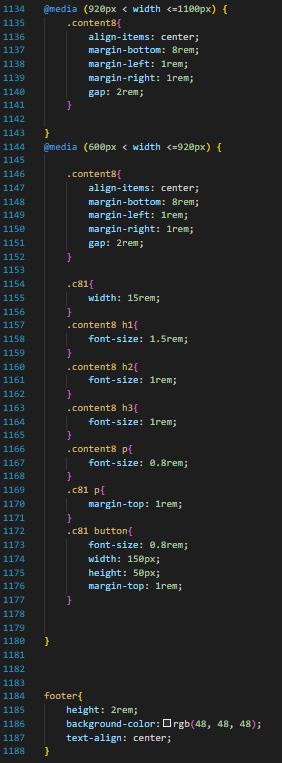 1134 @media (920px < width <=1100px) {
1135 .content8{
1136 align-items: center;
1137 margin-bottom: 8rem;
1138 margin-left: 1rem;
1139 margin-right: 1rem;
1140 gap: 2rem;
1141 }
1142
1143 }
1144 @media (600px < width <=920px) {
1145
1146 .content8{
1147 align-items: center;
1148 margin-bottom: 8rem;
1149 margin-left: 1rem;
1150 margin-right: 1rem;
1151 gap: 2rem;
1152 }
1153
1154 .c81{
1155 width: 15rem;
1156 }
1157 .content8 h1{
1158 font-size: 1.5rem;
1159 }
1160 .content8 h2{
1161 font-size: 1rem;
1162 }
1163 .content8 h3{
1164 font-size: 1rem;
1165 }
1166 .content8 p{
1167 font-size: 0.8rem;
1168 }
1169 .c81 p{
1170 margin-top: 1rem;
1171 }
1172 .c81 button{
1173 font-size: 0.8rem;
1174 width: 150px;
1175 height: 50px;
1176 margin-top: 1rem;
1177 }
1178
1179
1180 }
1181
1182
1183
1184 footer{
1185 height: 2rem;
1186 background-color: rgb(48, 48, 48);
1187 text-align: center;
1188 }